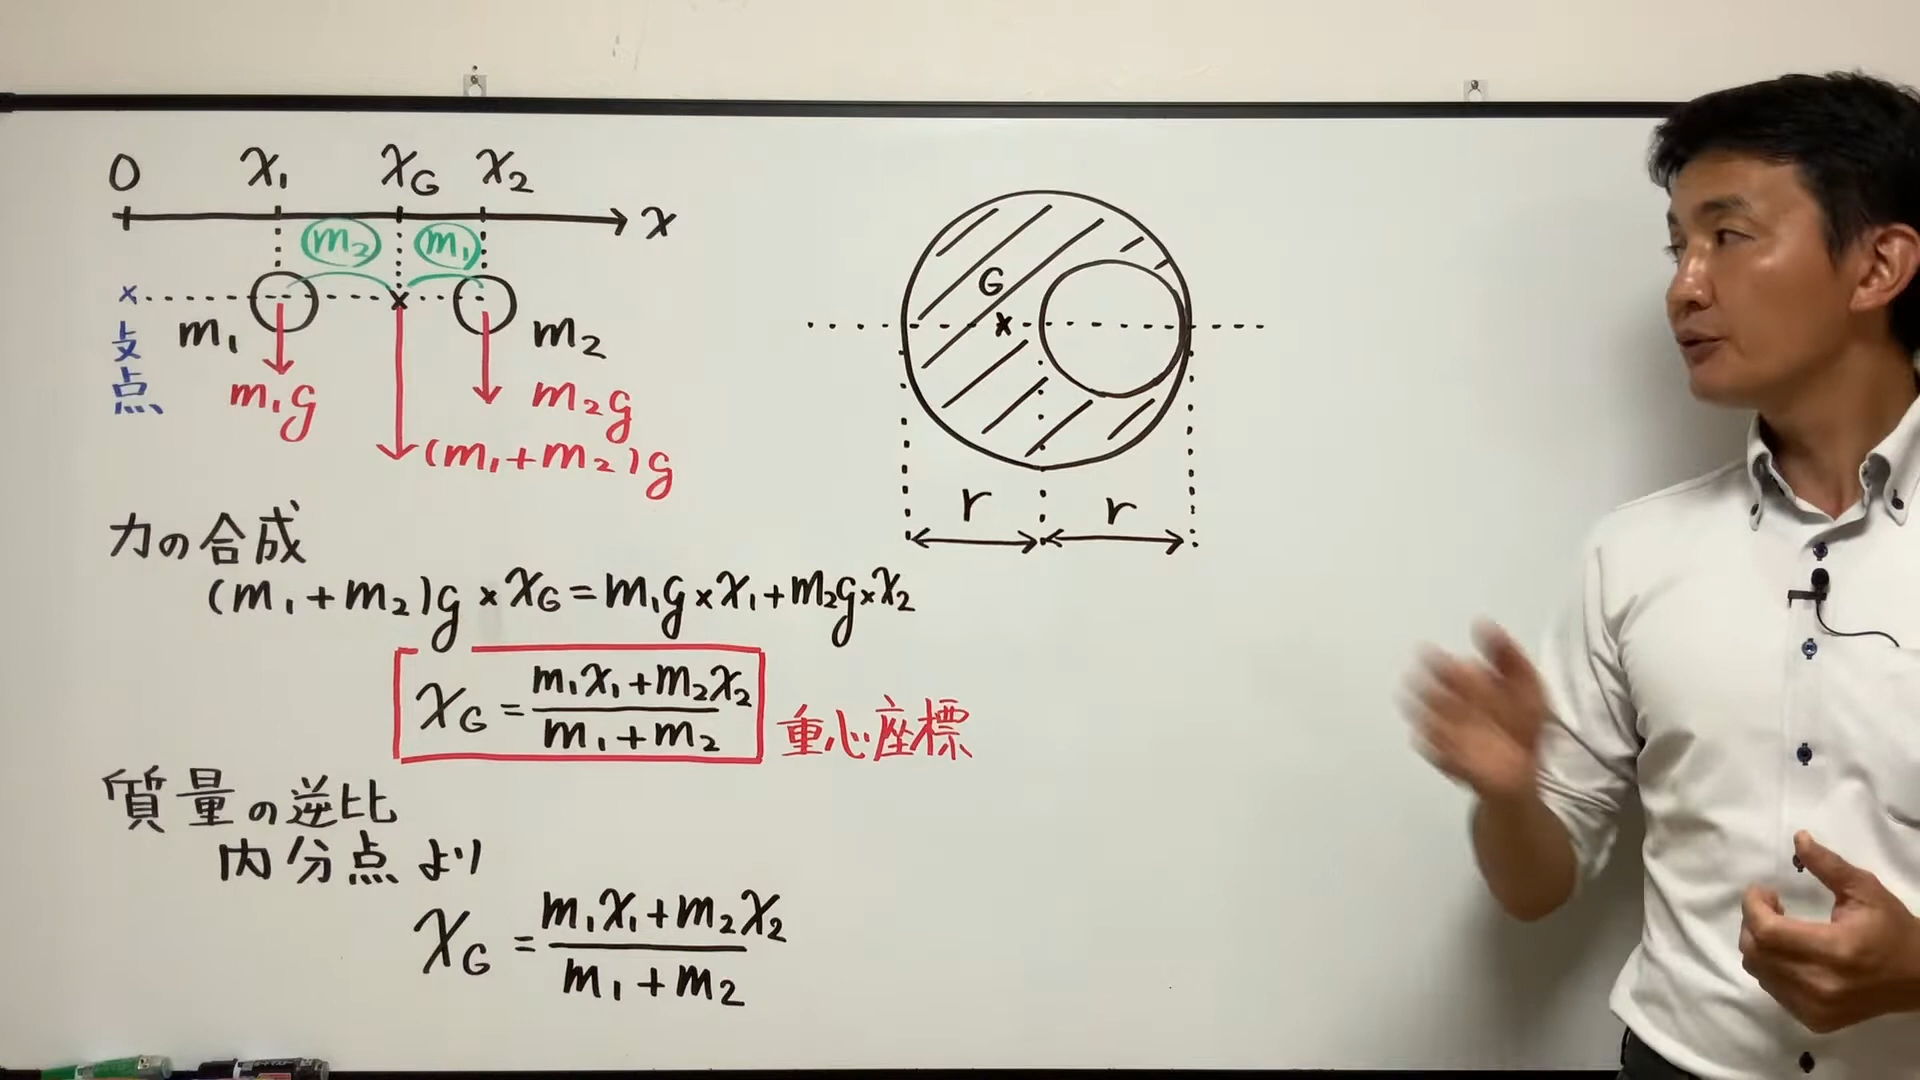 0 x₁ x_G x₂
x
m₂ m₁
支点
m₁ m₂
m₁g m₂g
(m₁+m₂)g
力の合成
(m₁+m₂)g×x_G=m₁g×x₁+m₂g×x₂
x_G=(m₁x₁+m₂x₂)/(m₁+m₂) 重心座標
質量の逆比
内分点より
x_G=(m₁x₁+m₂x₂)/(m₁+m₂)
G
r r